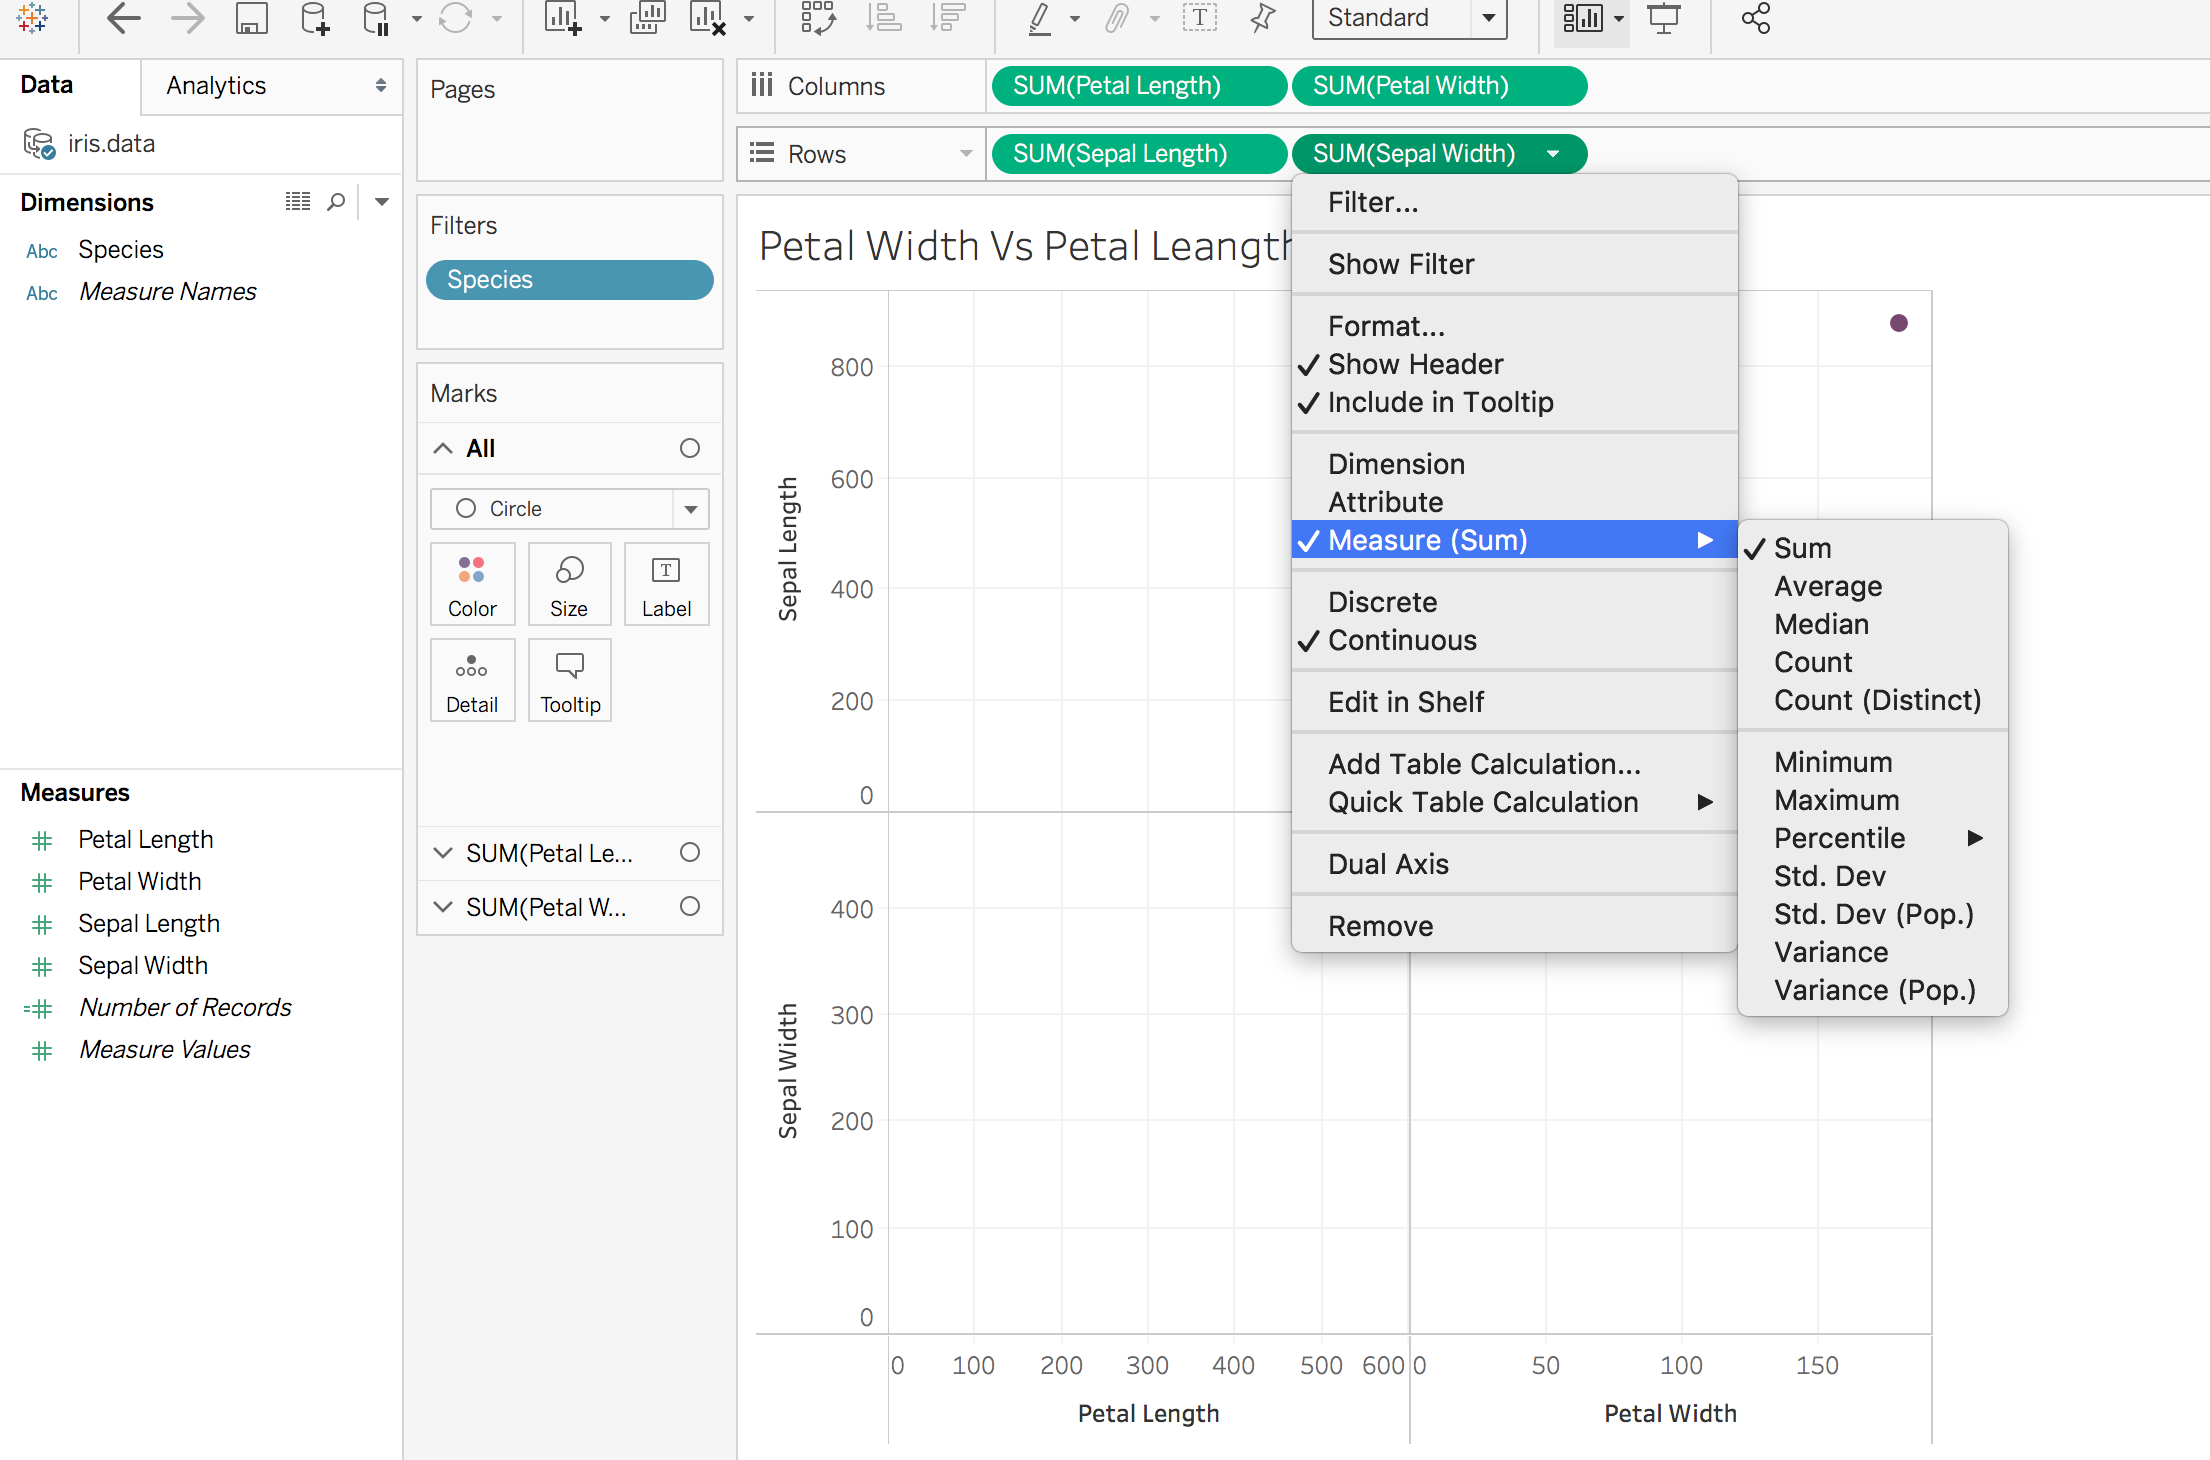 Standard
Data
Analytics
iris.data
Dimensions
Abc Species
Abc Measure Names
Measures
Petal Length
Petal Width
Sepal Length
Sepal Width
Number of Records
Measure Values
Pages
Filters
Species
Marks
All
Circle
Color
Size
T
Label
Detail
Tooltip
SUM(Petal Le...
SUM(Petal W...
Columns
SUM(Petal Length)
SUM(Petal Width)
Rows
SUM(Sepal Length)
SUM(Sepal Width)
Petal Width Vs Petal Leangth
Sepal Length
800
600
400
200
0
Sepal Width
400
300
200
100
0
0 100 200 300 400 500 600
Petal Length
0 50 100 150
Petal Width
Filter...
Show Filter
Format...
✓ Show Header
✓ Include in Tooltip
Dimension
Attribute
✓ Measure (Sum)
Discrete
✓ Continuous
Edit in Shelf
Add Table Calculation...
Quick Table Calculation
Dual Axis
Remove
✓ Sum
Average
Median
Count
Count (Distinct)
Minimum
Maximum
Percentile
Std. Dev
Std. Dev (Pop.)
Variance
Variance (Pop.)